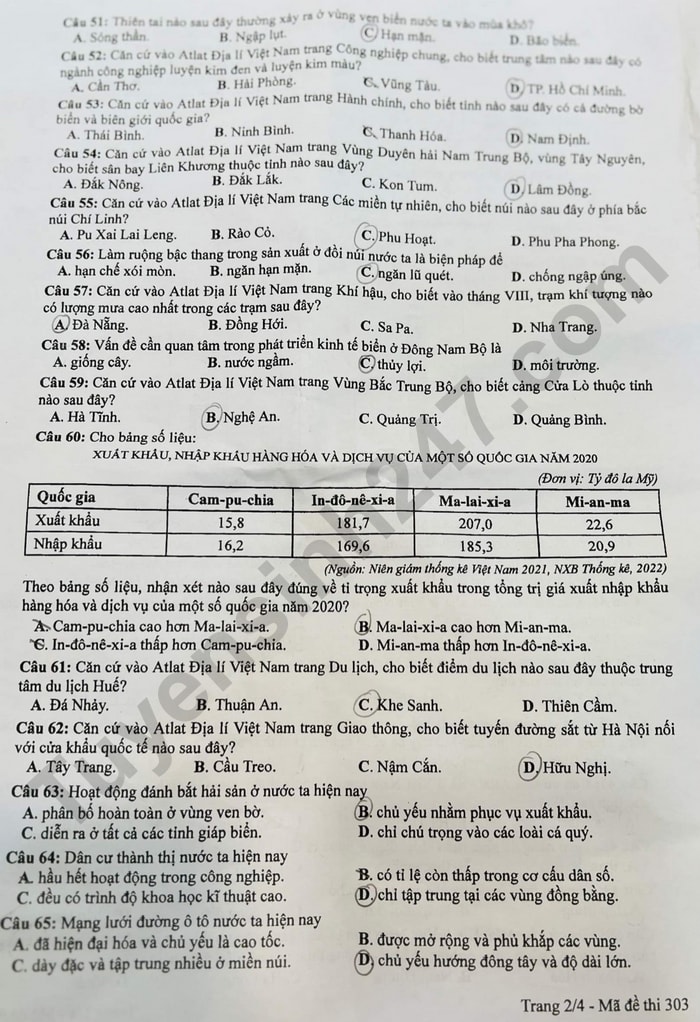 Câu 51: Thiên tai nào sau đây thường xảy ra ở vùng ven biển nước ta vào mùa khô?
A. Sóng thần. B. Ngập lụt. C. Hạn mặn. D. Bão biển.
Câu 52: Căn cứ vào Atlat Địa lí Việt Nam trang Công nghiệp chung, cho biết trung tâm nào sau đây có
ngành công nghiệp luyện kim đen và luyện kim màu?
A. Cần Thơ. B. Hải Phòng. C. Vũng Tàu. D. TP. Hồ Chí Minh.
Câu 53: Căn cứ vào Atlat Địa lí Việt Nam trang Hành chính, cho biết tỉnh nào sau đây có cả đường bờ
biển và biên giới quốc gia?
A. Thái Bình. B. Ninh Bình. C. Thanh Hóa. D. Nam Định.
Câu 54: Căn cứ vào Atlat Địa lí Việt Nam trang Vùng Duyên hải Nam Trung Bộ, vùng Tây Nguyên,
cho biết sân bay Liên Khương thuộc tỉnh nào sau đây?
A. Đắk Nông. B. Đắk Lắk. C. Kon Tum. D. Lâm Đồng.
Câu 55: Căn cứ vào Atlat Địa lí Việt Nam trang Các miền tự nhiên, cho biết núi nào sau đây ở phía bắc
núi Chí Linh?
A. Pu Xai Lai Leng. B. Rào Cỏ. C. Phu Hoạt. D. Phu Pha Phong.
Câu 56: Làm ruộng bậc thang trong sản xuất ở đồi núi nước ta là biện pháp để
A. hạn chế xói mòn. B. ngăn hạn mặn. C. ngăn lũ quét. D. chống ngập úng.
Câu 57: Căn cứ vào Atlat Địa lí Việt Nam trang Khí hậu, cho biết vào tháng VIII, trạm khí tượng nào
có lượng mưa cao nhất trong các trạm sau đây?
A. Đà Nẵng. B. Đồng Hới. C. Sa Pa. D. Nha Trang.
Câu 58: Vấn đề cần quan tâm trong phát triển kinh tế biển ở Đông Nam Bộ là
A. giống cây. B. nước ngầm. C. thủy lợi. D. môi trường.
Câu 59: Căn cứ vào Atlat Địa lí Việt Nam trang Vùng Bắc Trung Bộ, cho biết cảng Cửa Lò thuộc tỉnh
nào sau đây?
A. Hà Tĩnh. B. Nghệ An. C. Quảng Trị. D. Quảng Bình.
Câu 60: Cho bảng số liệu:
XUẤT KHẨU, NHẬP KHẨU HÀNG HÓA VÀ DỊCH VỤ CỦA MỘT SỐ QUỐC GIA NĂM 2020
(Đơn vị: Tỷ đô la Mỹ)
Quốc gia Cam-pu-chia In-đô-nê-xi-a Ma-lai-xi-a Mi-an-ma
Xuất khẩu 15,8 181,7 207,0 22,6
Nhập khẩu 16,2 169,6 185,3 20,9
(Nguồn: Niên giám thống kê Việt Nam 2021, NXB Thống kê, 2022)
Theo bảng số liệu, nhận xét nào sau đây đúng về tỉ trọng xuất khẩu trong tổng trị giá xuất nhập khẩu
hàng hóa và dịch vụ của một số quốc gia năm 2020?
A. Cam-pu-chia cao hơn Ma-lai-xi-a. B. Ma-lai-xi-a cao hơn Mi-an-ma.
C. In-đô-nê-xi-a thấp hơn Cam-pu-chia. D. Mi-an-ma thấp hơn In-đô-nê-xi-a.
Câu 61: Căn cứ vào Atlat Địa lí Việt Nam trang Du lịch, cho biết điểm du lịch nào sau đây thuộc trung
tâm du lịch Huế?
A. Đá Nhảy. B. Thuận An. C. Khe Sanh. D. Thiên Cầm.
Câu 62: Căn cứ vào Atlat Địa lí Việt Nam trang Giao thông, cho biết tuyến đường sắt từ Hà Nội nối
với cửa khẩu quốc tế nào sau đây?
A. Tây Trang. B. Cầu Treo. C. Nậm Cắn. D. Hữu Nghị.
Câu 63: Hoạt động đánh bắt hải sản ở nước ta hiện nay
A. phân bố hoàn toàn ở vùng ven bờ. B. chủ yếu nhằm phục vụ xuất khẩu.
C. diễn ra ở tất cả các tỉnh giáp biển. D. chỉ chú trọng vào các loài cá quý.
Câu 64: Dân cư thành thị nước ta hiện nay
A. hầu hết hoạt động trong công nghiệp. B. có tỉ lệ còn thấp trong cơ cấu dân số.
C. đều có trình độ khoa học kĩ thuật cao. D. chỉ tập trung tại các vùng đồng bằng.
Câu 65: Mạng lưới đường ô tô nước ta hiện nay
A. đã hiện đại hóa và chủ yếu là cao tốc. B. được mở rộng và phủ khắp các vùng.
C. dày đặc và tập trung nhiều ở miền núi. D. chủ yếu hướng đông tây và độ dài lớn.
Trang 2/4 - Mã đề thi 303
Tuyensinh247.com